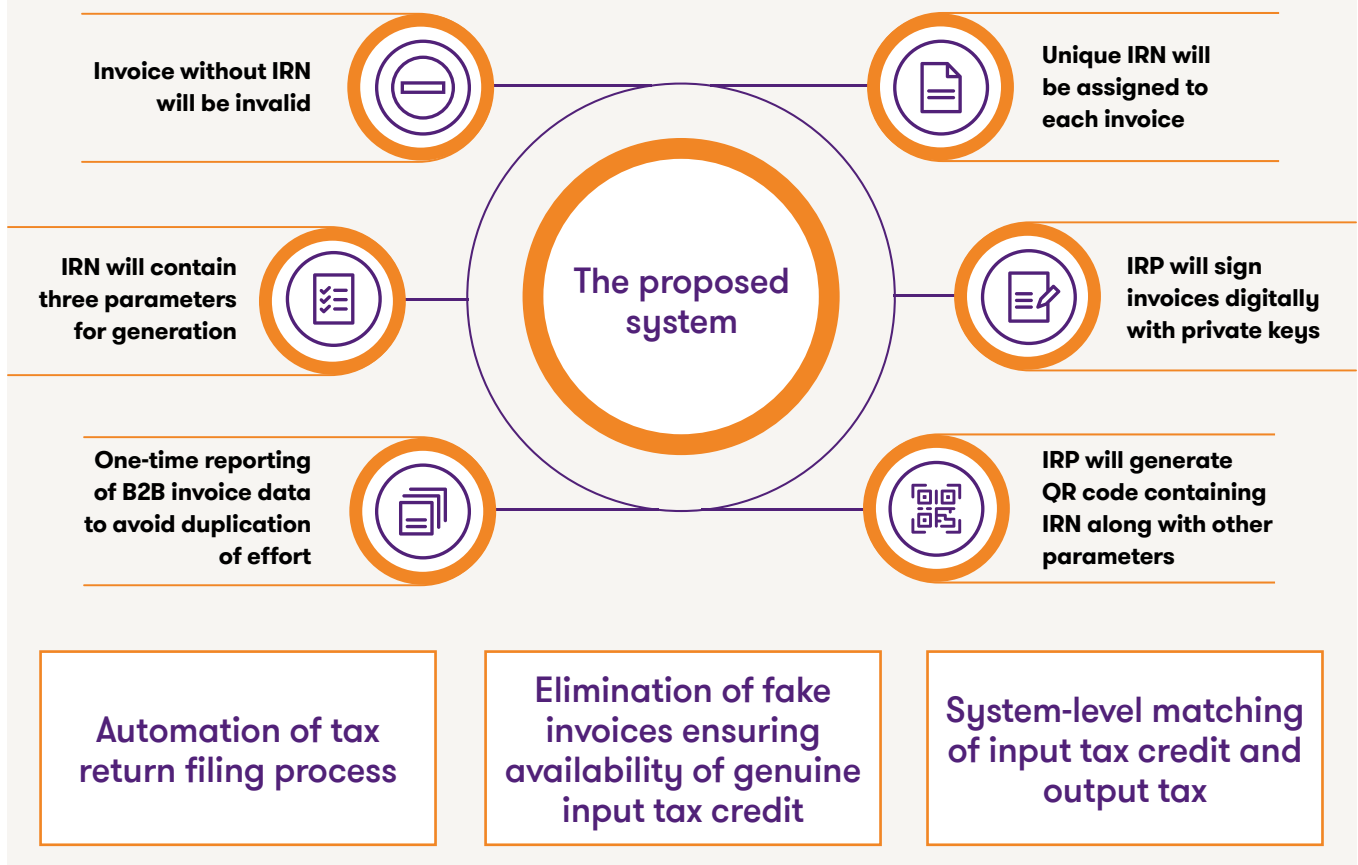 Invoice without IRN
will be invalid
Unique IRN will
be assigned to
each invoice
IRN will contain
three parameters
for generation
The proposed
system
IRP will sign
invoices digitally
with private keys
One-time reporting
of B2B invoice data
to avoid duplication
of effort
IRP will generate
QR code containing
IRN along with other
parameters
Automation of tax
return filing process
Elimination of fake
invoices ensuring
availability of genuine
input tax credit
System-level matching
of input tax credit and
output tax